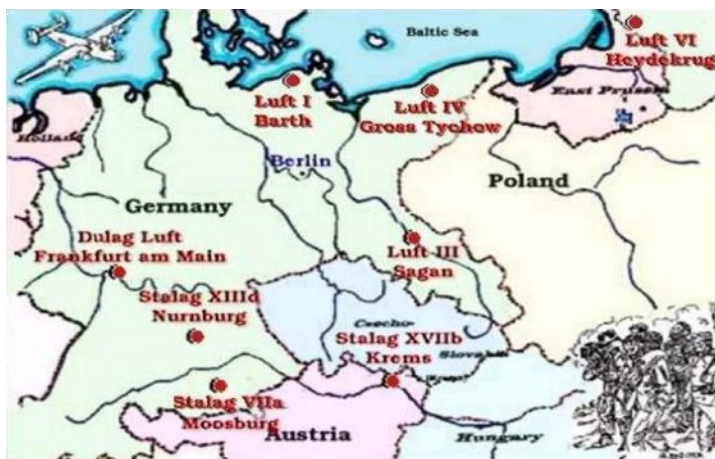 Baltic Sea
Luft VI
Heydekrug
Luft I
Barth
Luft IV
Gross Tychow
East Prussia
Holland
Berlin
Poland
Germany
Dulag Luft
Frankfurt am Main
Luft III
Sagan
Stalag XIIId
Nurnburg
Czecho
Slovakia
Stalag XVIIb
Krems
Stalag VIIa
Moosburg
Austria
Hungary